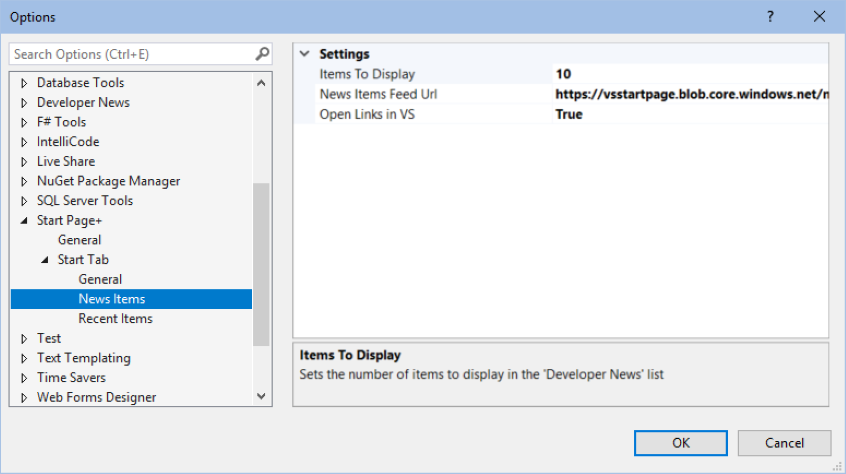 Options
?
Search Options (Ctrl+E)
Database Tools
Developer News
F# Tools
IntelliCode
Live Share
NuGet Package Manager
SQL Server Tools
Start Page+
General
Start Tab
General
News Items
Recent Items
Test
Text Templating
Time Savers
Web Forms Designer
Settings
Items To Display 10
News Items Feed Url https://vsstartpage.blob.core.windows.net/n
Open Links in VS True
Items To Display
Sets the number of items to display in the 'Developer News' list
OK Cancel